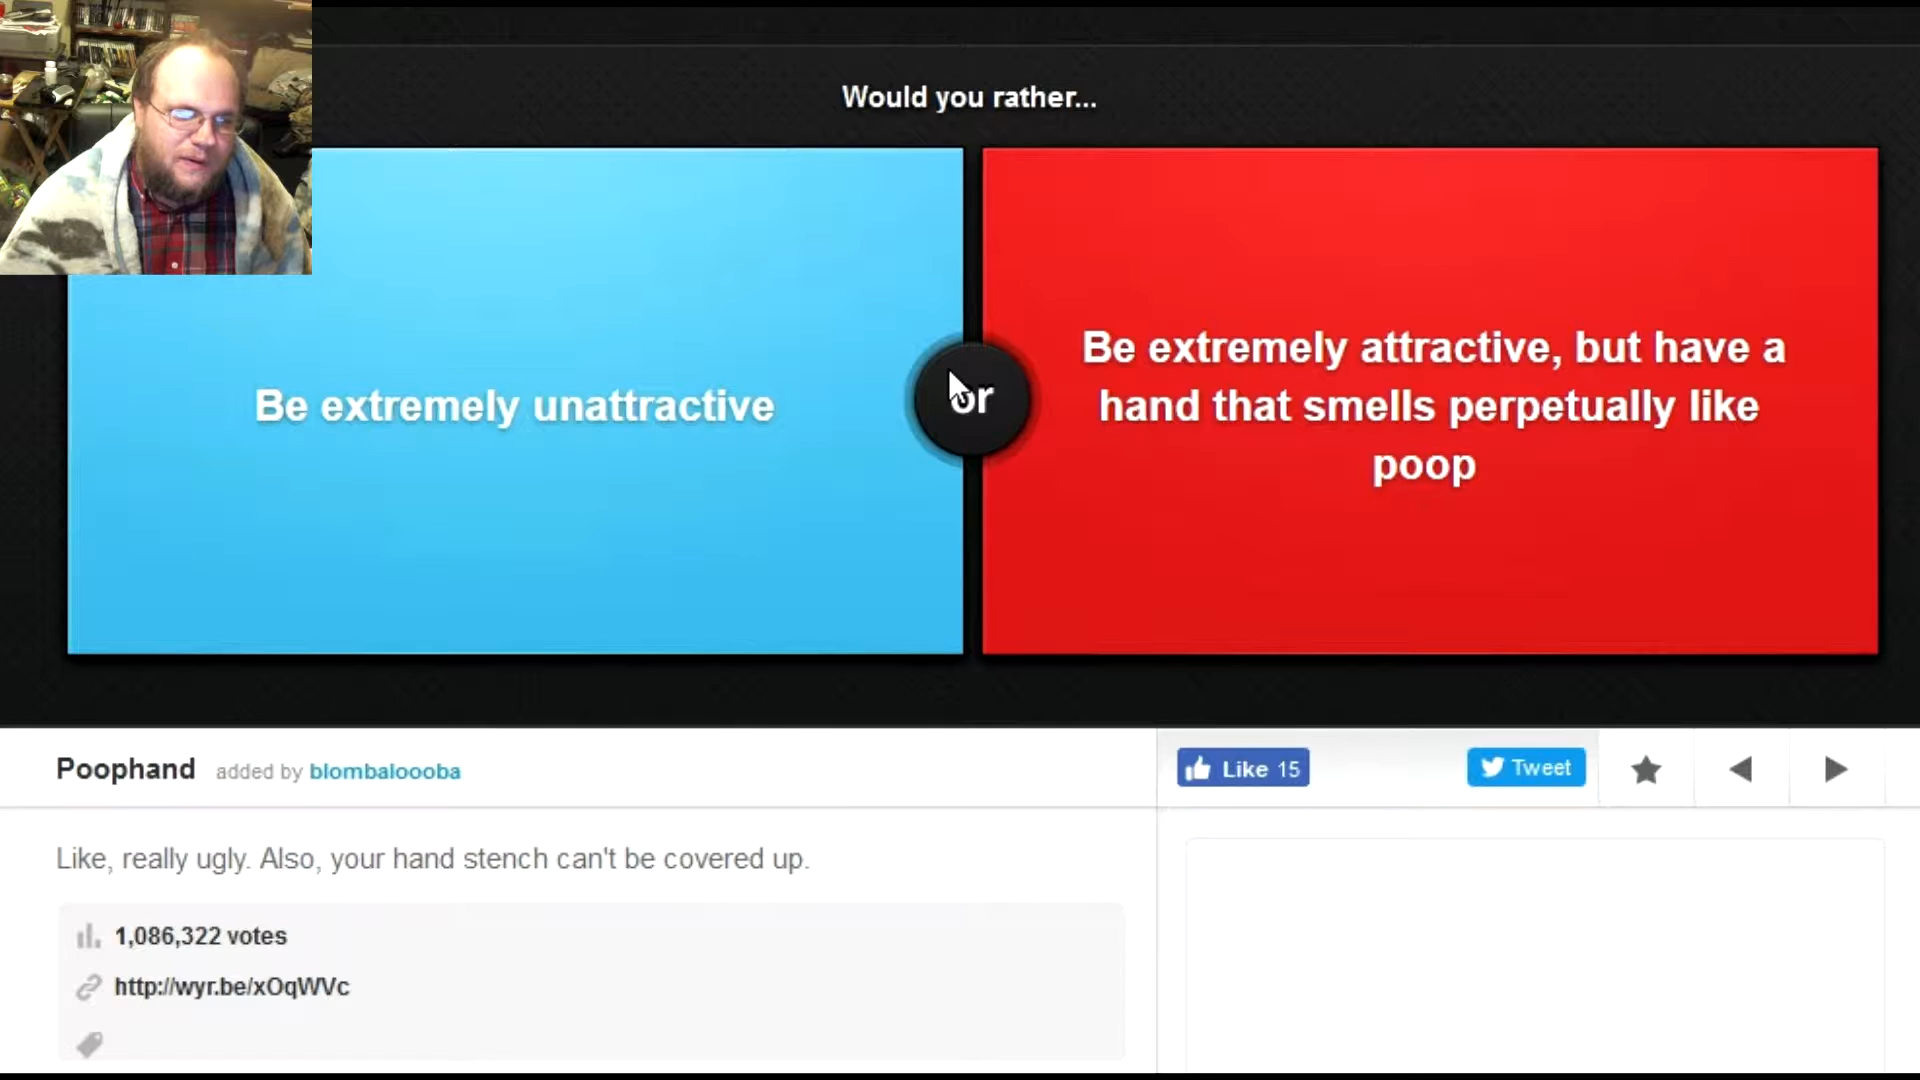 Would you rather...
Be extremely unattractive
or
Be extremely attractive, but have a
hand that smells perpetually like
poop
Poophand added by blombaloooba
Like 15
Tweet
Like, really ugly. Also, your hand stench can't be covered up.
1,086,322 votes
http://wyr.be/xOqWVc